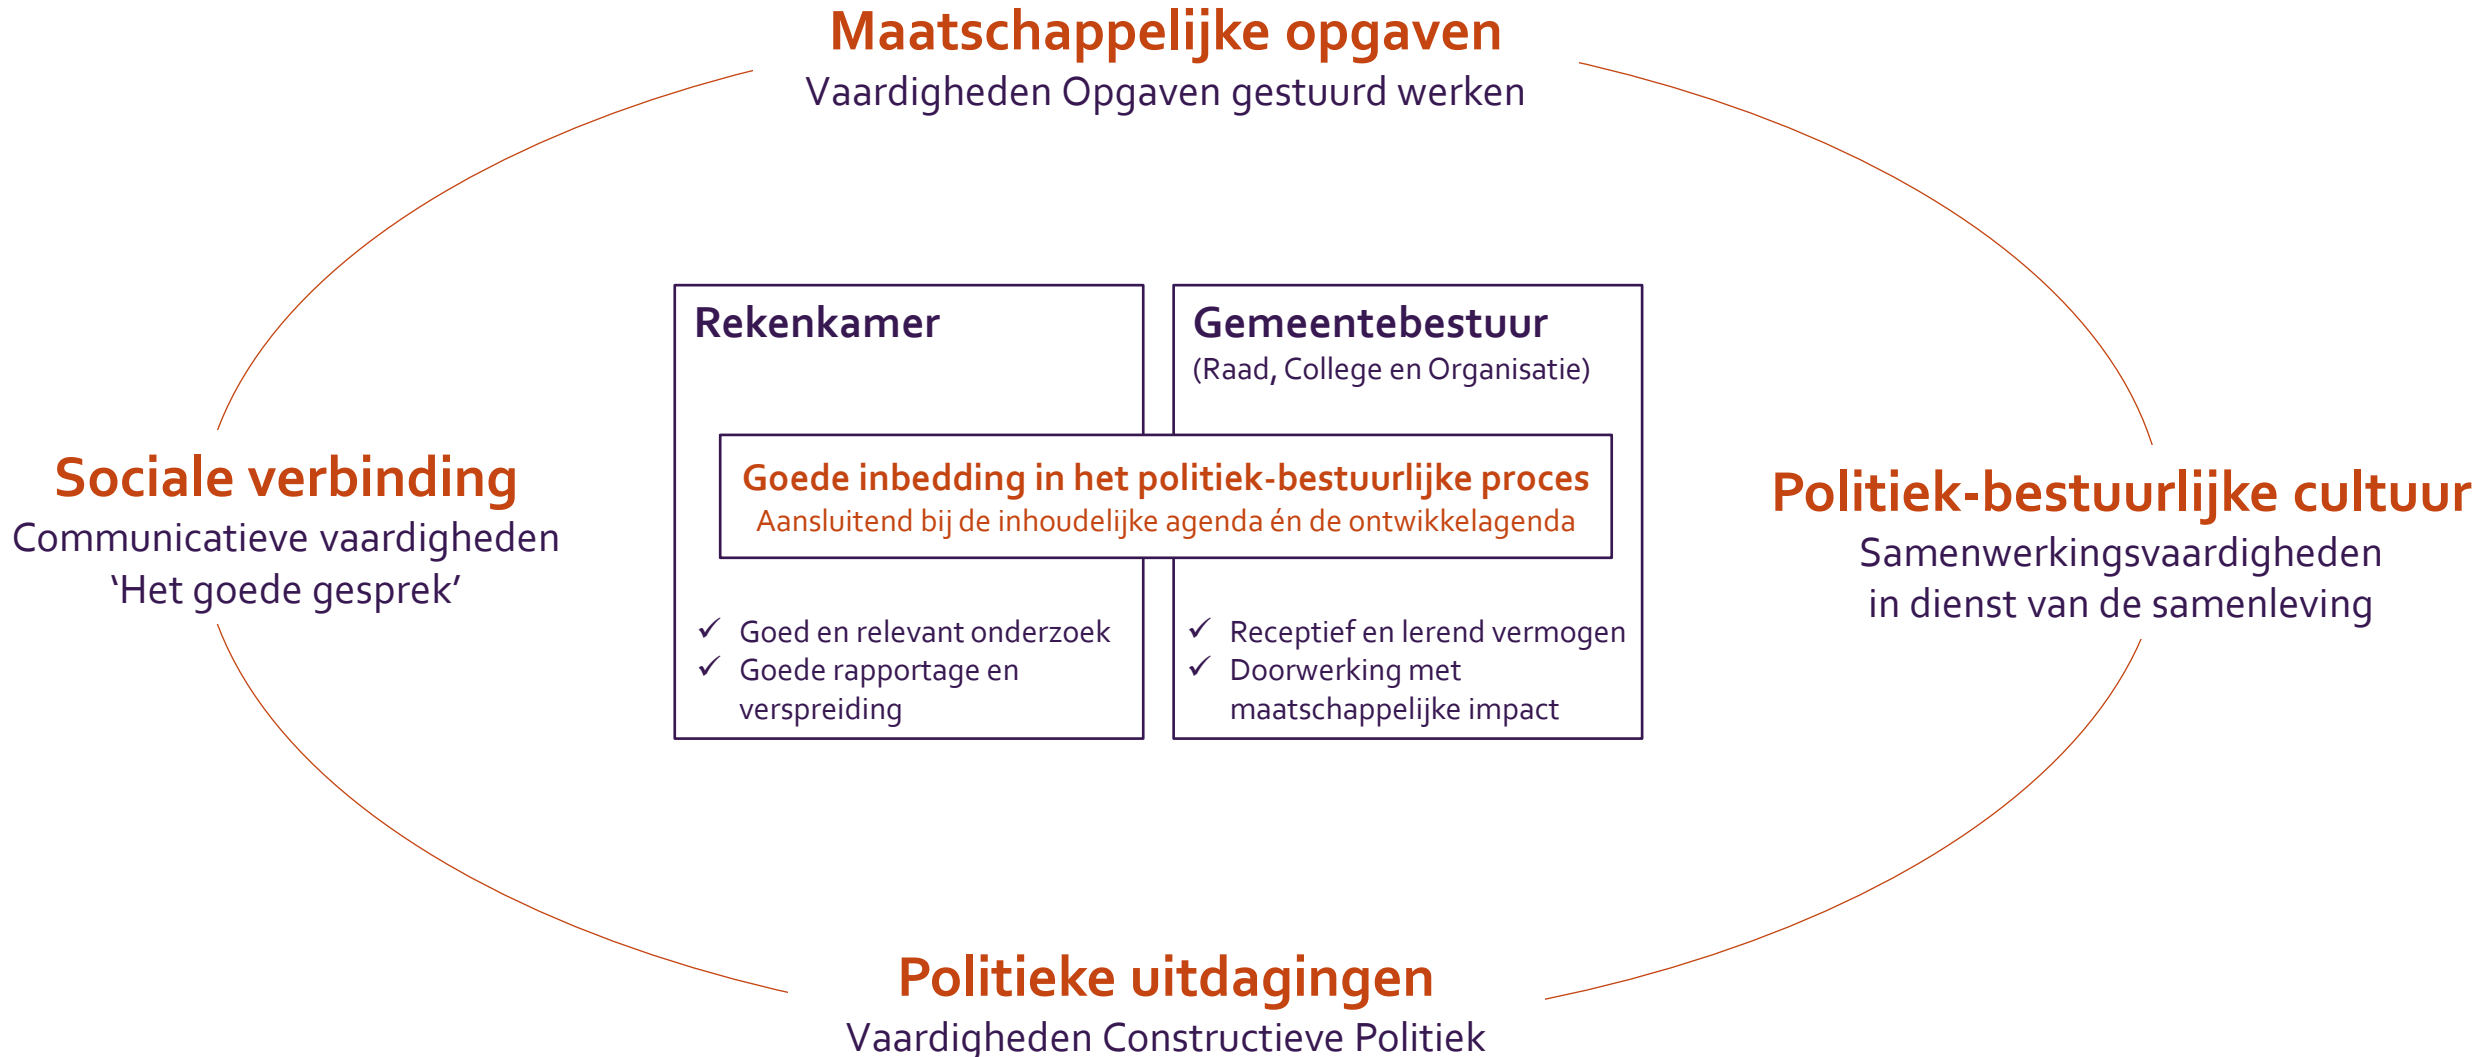 Maatschappelijke opgaven
Vaardigheden Opgaven gestuurd werken
Rekenkamer
Gemeentebestuur
(Raad, College en Organisatie)
Goede inbedding in het politiek-bestuurlijke proces
Aansluitend bij de inhoudelijke agenda én de ontwikkelagenda
✓ Goed en relevant onderzoek
✓ Goede rapportage en
verspreiding
✓ Receptief en lerend vermogen
✓ Doorwerking met
maatschappelijke impact
Sociale verbinding
Communicatieve vaardigheden
‘Het goede gesprek’
Politiek-bestuurlijke cultuur
Samenwerkingsvaardigheden
in dienst van de samenleving
Politieke uitdagingen
Vaardigheden Constructieve Politiek